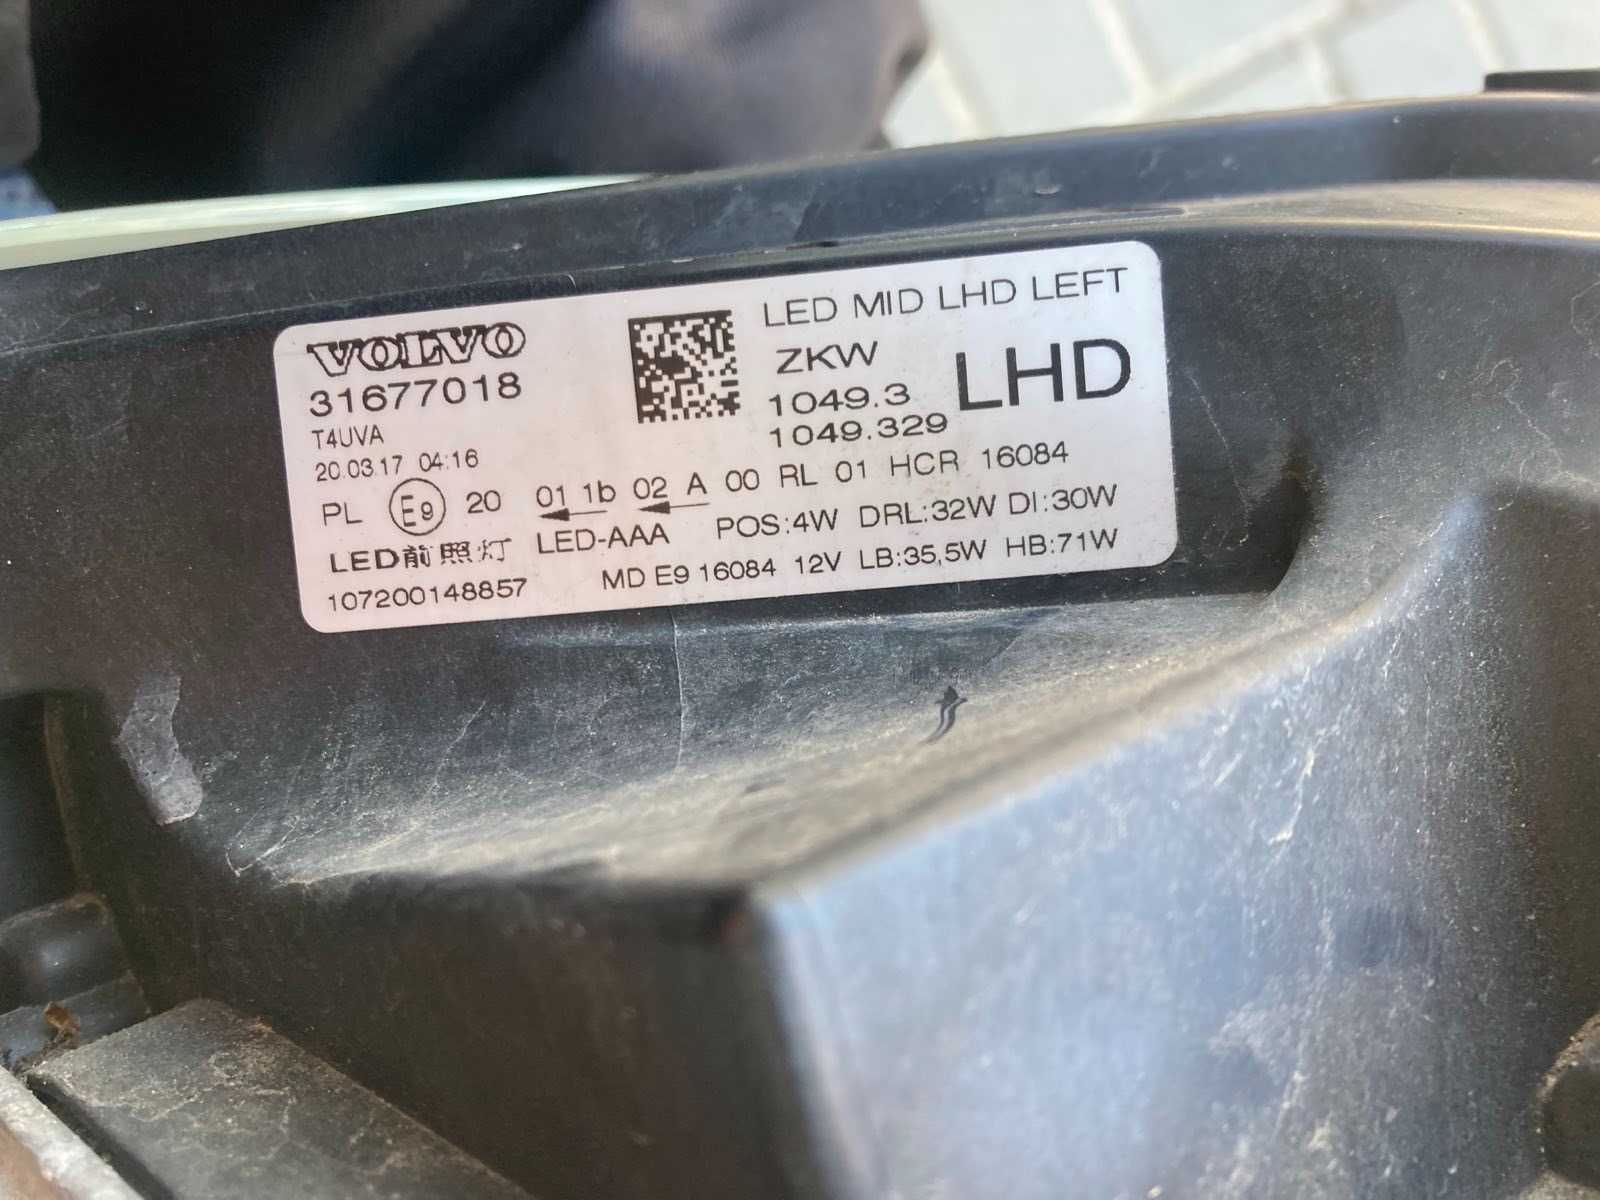 VOLVO
31677018
T4UVA
20.03.17 04:16
LED MID LHD LEFT
ZKW
1049.3
1049.329
LHD
PL E9 20 01 1b 02 A 00 RL 01 HCR 16084
LED前照灯 LED-AAA POS:4W DRL:32W DI:30W
107200148857 MD E9 16084 12V LB:35,5W HB:71W